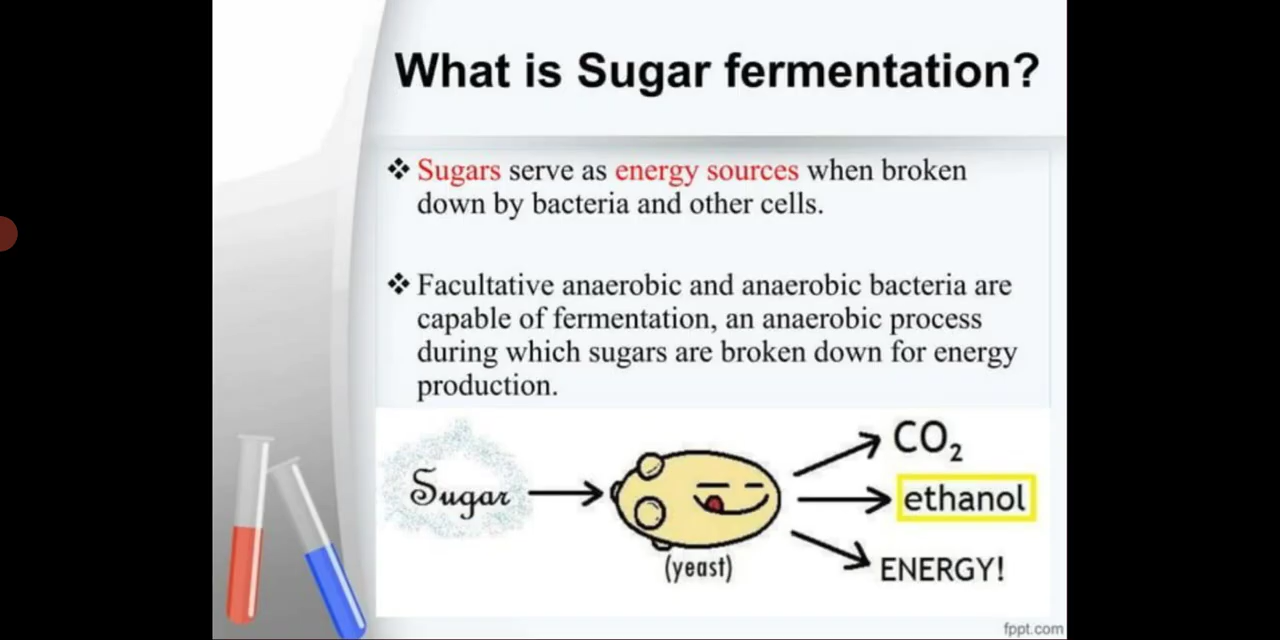 What is Sugar fermentation?
❖ Sugars serve as energy sources when broken
down by bacteria and other cells.
❖ Facultative anaerobic and anaerobic bacteria are
capable of fermentation, an anaerobic process
during which sugars are broken down for energy
production.
Sugar
(yeast)
CO₂
ethanol
ENERGY!
fppt.com